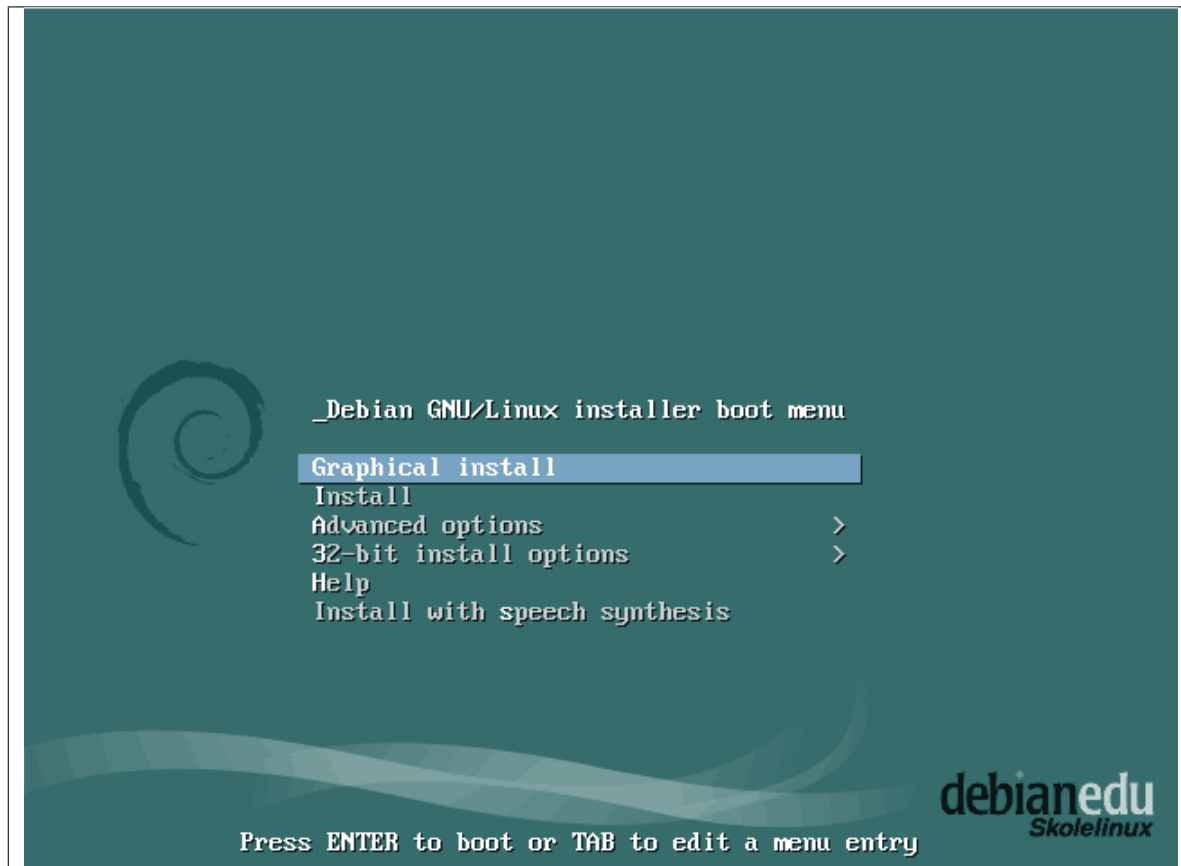 _Debian GNU/Linux installer boot menu
Graphical install
Install
Advanced options >
32-bit install options >
Help
Install with speech synthesis
debianedu
Skolelinux
Press ENTER to boot or TAB to edit a menu entry